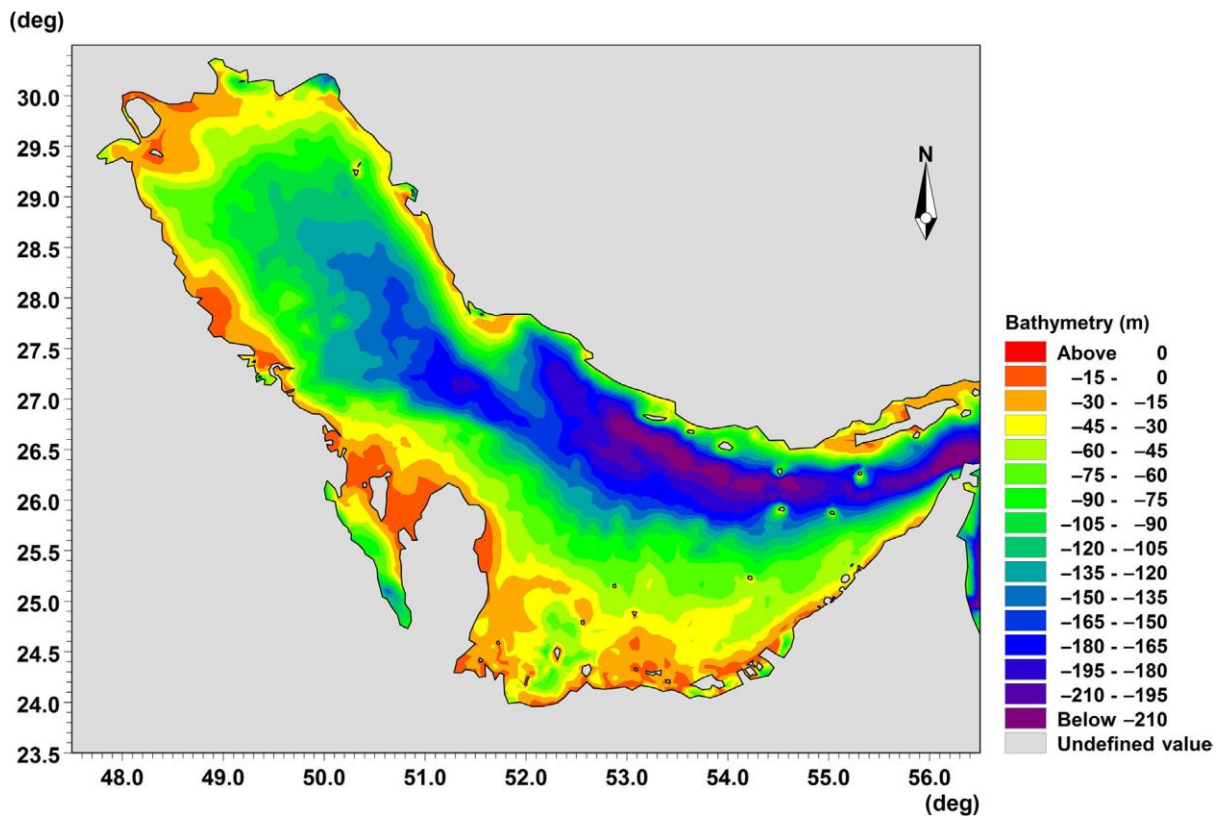 (deg)
30.0
29.5
29.0
28.5
28.0
27.5
27.0
26.5
26.0
25.5
25.0
24.5
24.0
23.5
48.0 49.0 50.0 51.0 52.0 53.0 54.0 55.0 56.0
(deg)
N
Bathymetry (m)
Above 0
–15 - 0
–30 - –15
–45 - –30
–60 - –45
–75 - –60
–90 - –75
–105 - –90
–120 - –105
–135 - –120
–150 - –135
–165 - –150
–180 - –165
–195 - –180
–210 - –195
Below –210
Undefined value